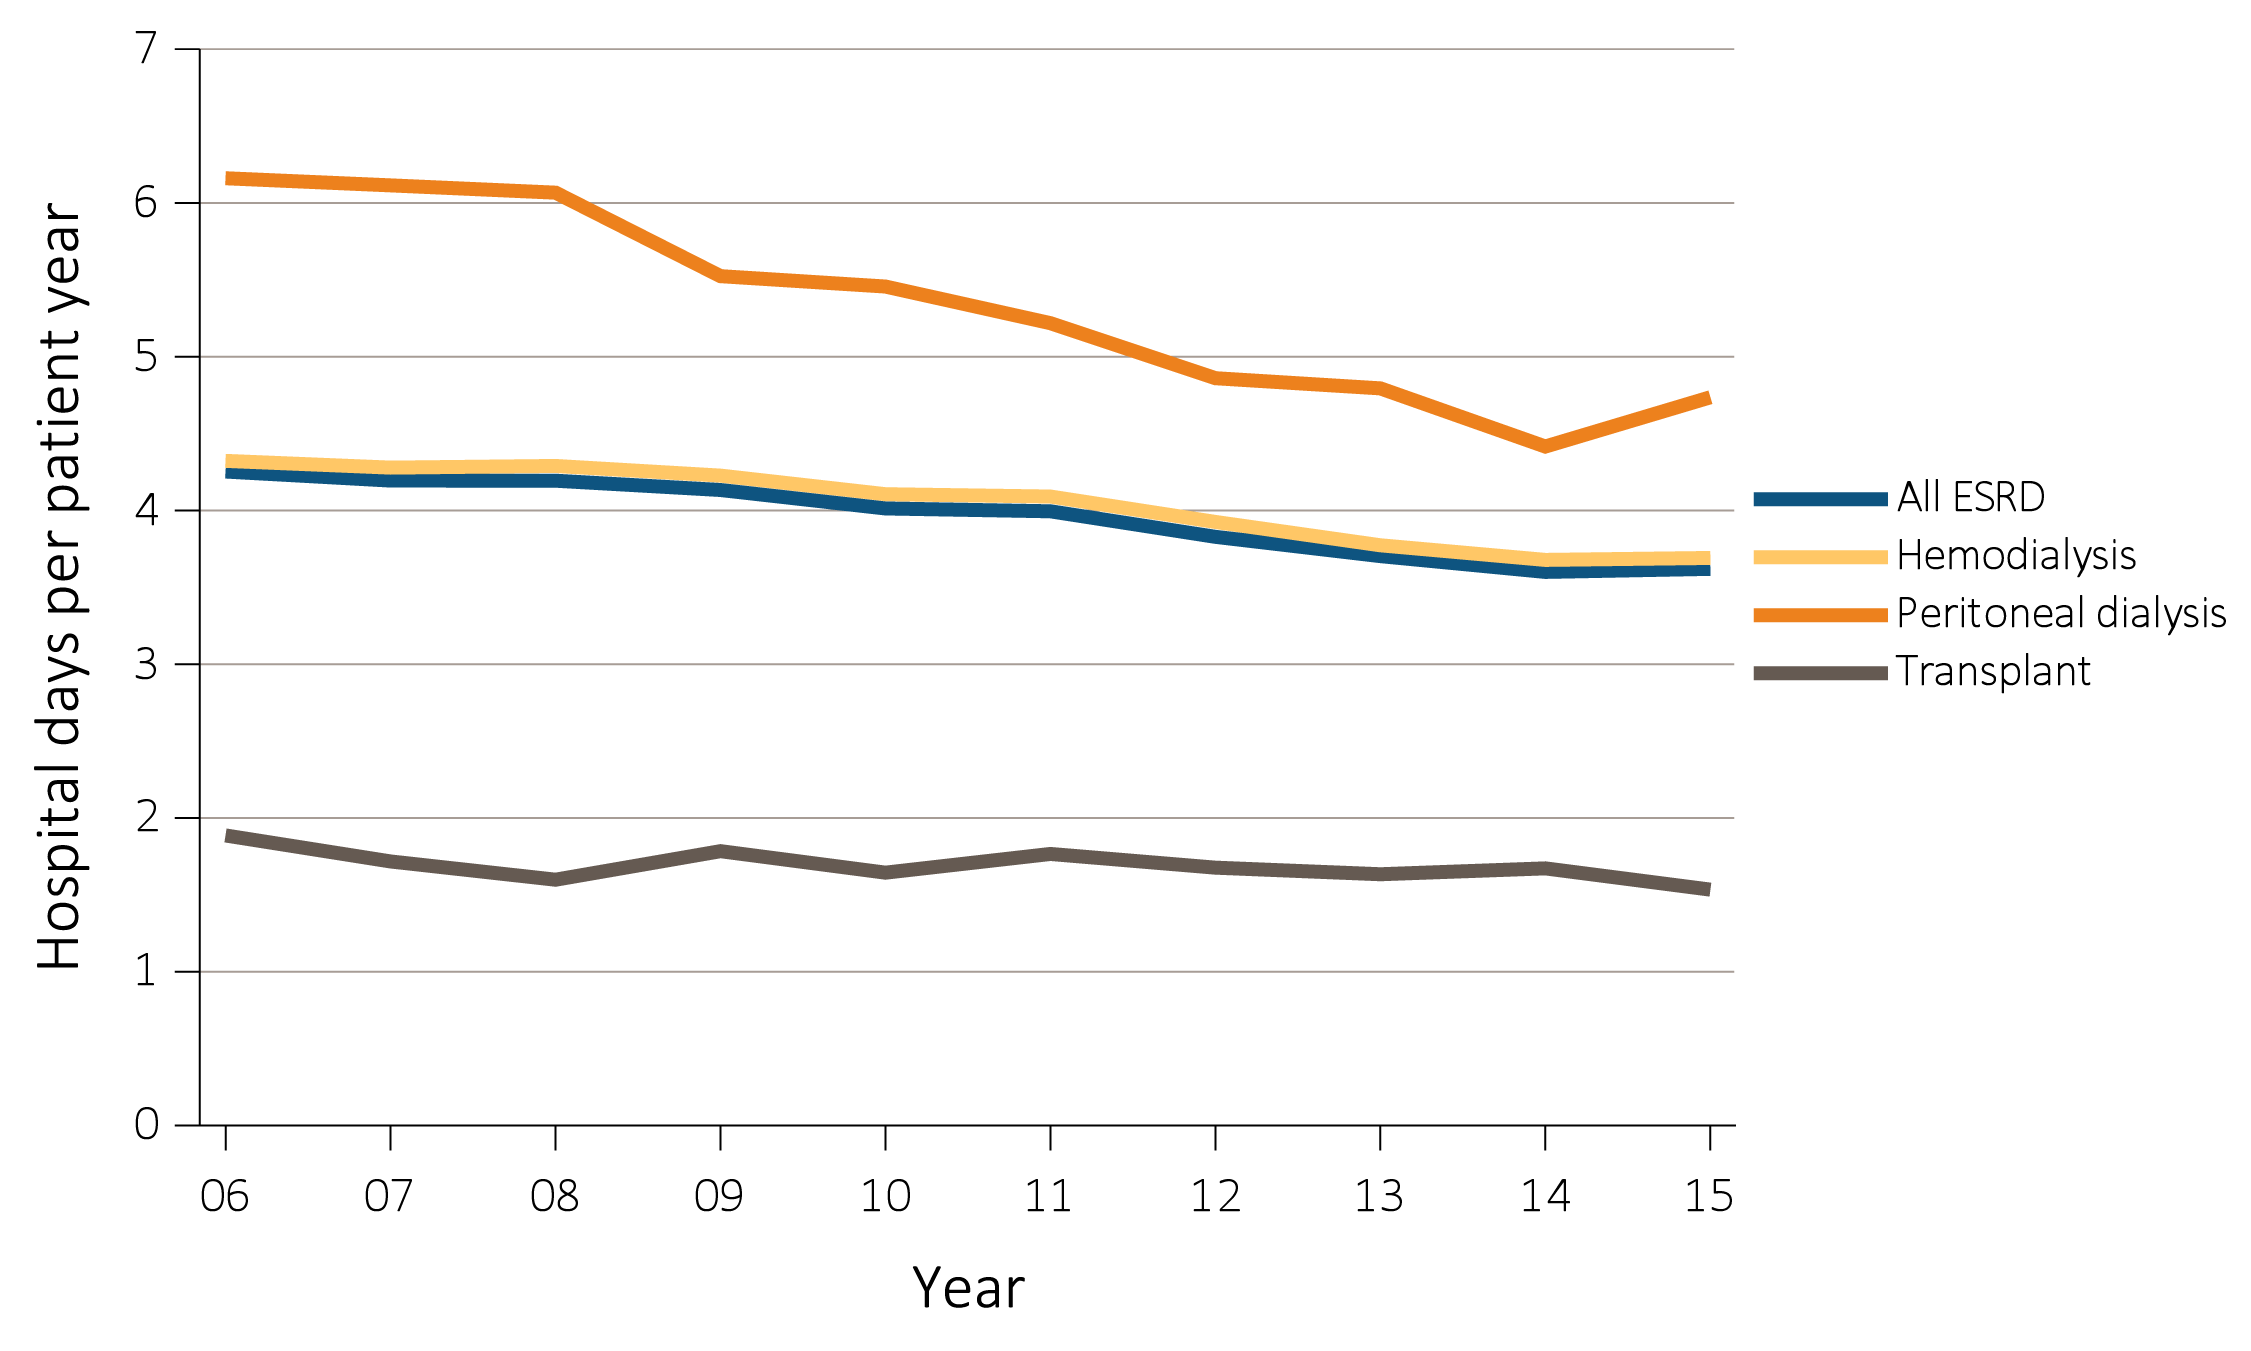 Hospital days per patient year
7
6
5
4
3
2
1
0
06 07 08 09 10 11 12 13 14 15
Year
All ESRD
Hemodialysis
Peritoneal dialysis
Transplant